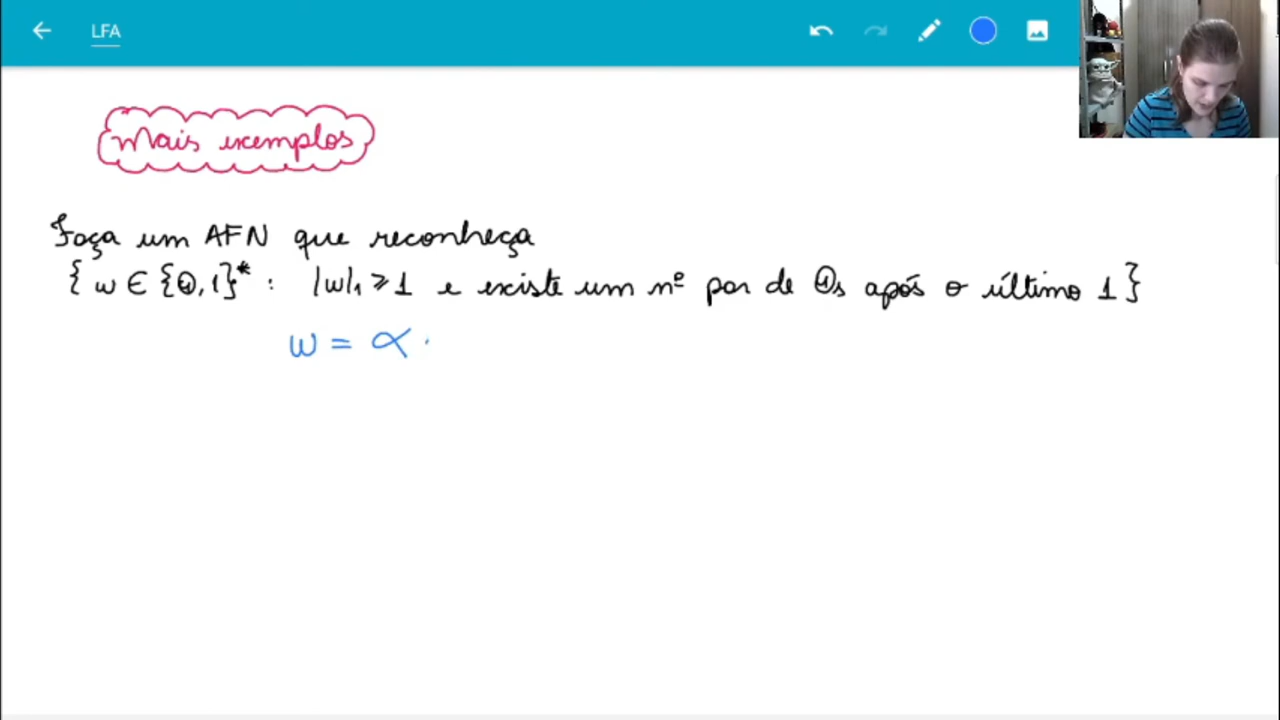 LFA
Mais exemplos
Faça um AFN que reconheça
{ w ∈ {0,1}* : |w|₁ ⩾ 1 e existe um nº par de 0s após o último 1 }
w = α ·